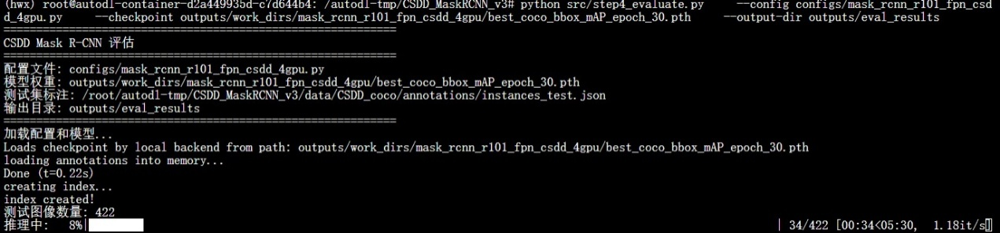 (hwx) root@autodl-container-d2a449935d-c7d644b4: /autodl-tmp/CSDD_MaskRCNN_v3# python src/step4_evaluate.py --config configs/mask_rcnn_r101_fpn_csd
d_4gpu.py --checkpoint outputs/work_dirs/mask_rcnn_r101_fpn_csdd_4gpu/best_coco_bbox_mAP_epoch_30.pth --output-dir outputs/eval_results
============================================================
CSDD Mask R-CNN 评估
============================================================
配置文件: configs/mask_rcnn_r101_fpn_csdd_4gpu.py
模型权重: outputs/work_dirs/mask_rcnn_r101_fpn_csdd_4gpu/best_coco_bbox_mAP_epoch_30.pth
测试集标注: /root/autodl-tmp/CSDD_MaskRCNN_v3/data/CSDD_coco/annotations/instances_test.json
输出目录: outputs/eval_results
============================================================
加载配置和模型...
Loads checkpoint by local backend from path: outputs/work_dirs/mask_rcnn_r101_fpn_csdd_4gpu/best_coco_bbox_mAP_epoch_30.pth
loading annotations into memory...
Done (t=0.22s)
creating index...
index created!
测试图像数量: 422
推理中: 8%| | 34/422 [00:34<05:30, 1.18it/s]